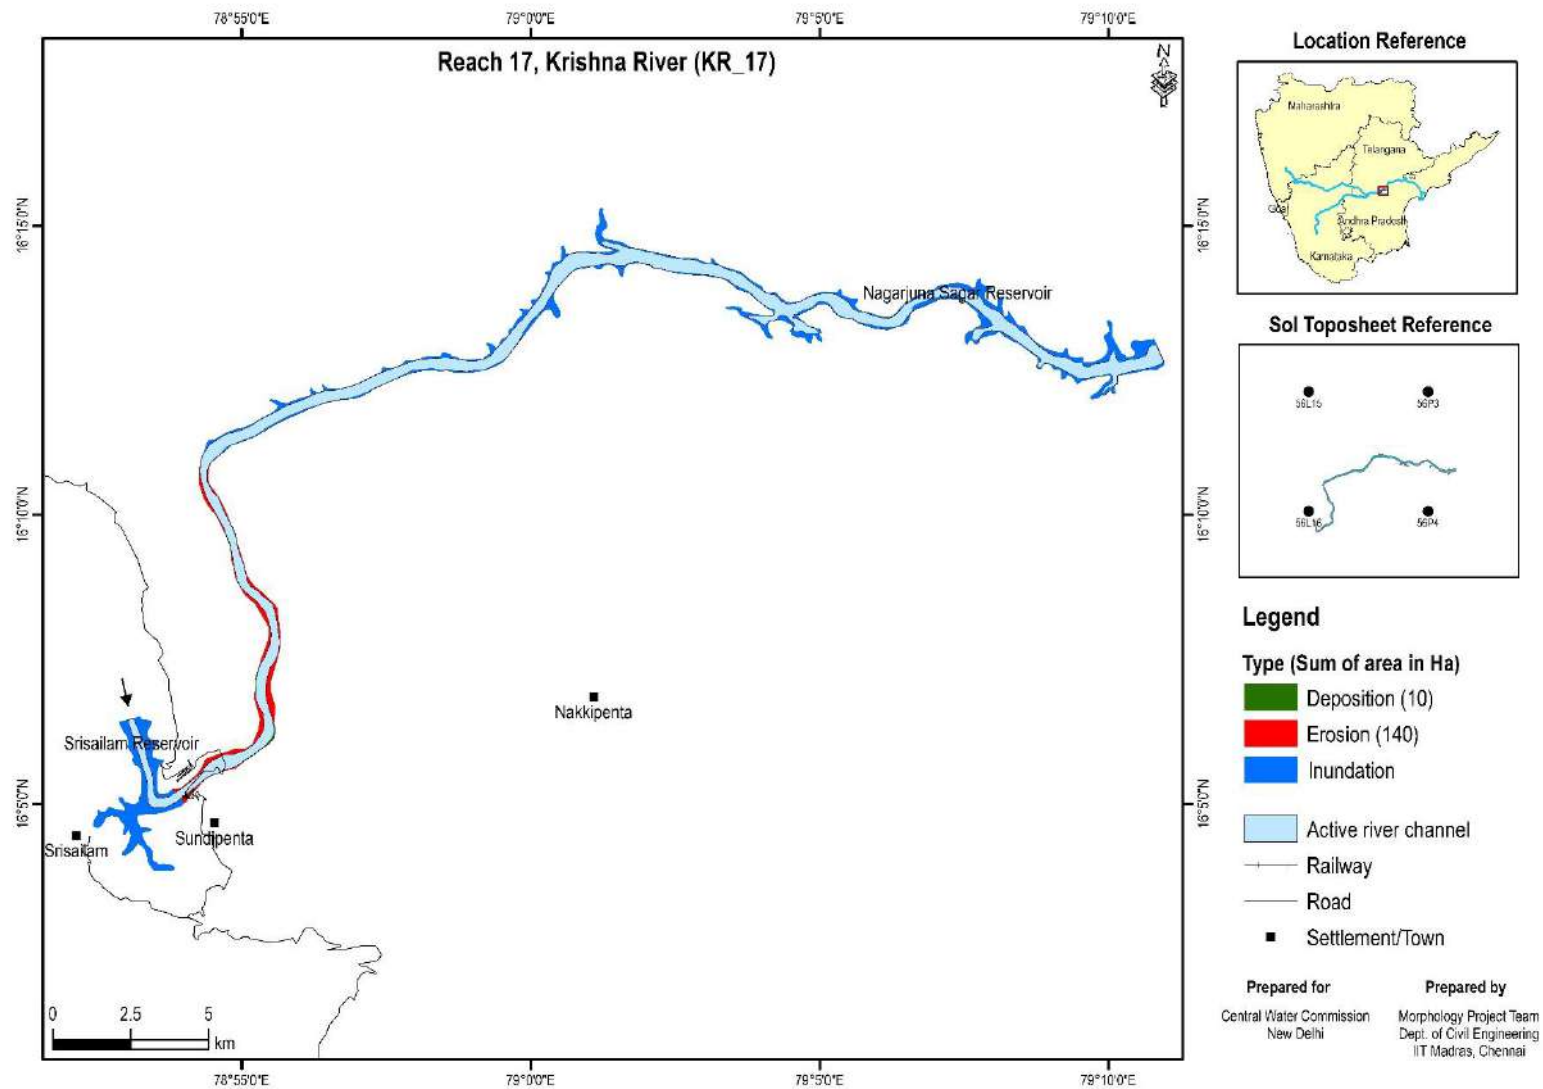 78°55'0"E
79°0'0"E
79°5'0"E
79°10'0"E
Reach 17, Krishna River (KR_17)
N
16°15'0"N
16°15'0"N
Nagarjuna Sagar Reservoir
16°10'0"N
16°10'0"N
Nakkipenta
Srisailam Reservoir
16°5'0"N
16°5'0"N
Sundipenta
Srisailam
0
2.5
5
km
78°55'0"E
79°0'0"E
79°5'0"E
79°10'0"E
Location Reference
Maharashtra
Telangana
Goa
Andhra Pradesh
Karnataka
SoI Toposheet Reference
56L15
56P3
56L16
56P4
Legend
Type (Sum of area in Ha)
Deposition (10)
Erosion (140)
Inundation
Active river channel
Railway
Road
Settlement/Town
Prepared for
Central Water Commission
New Delhi
Prepared by
Morphology Project Team
Dept. of Civil Engineering
IIT Madras, Chennai